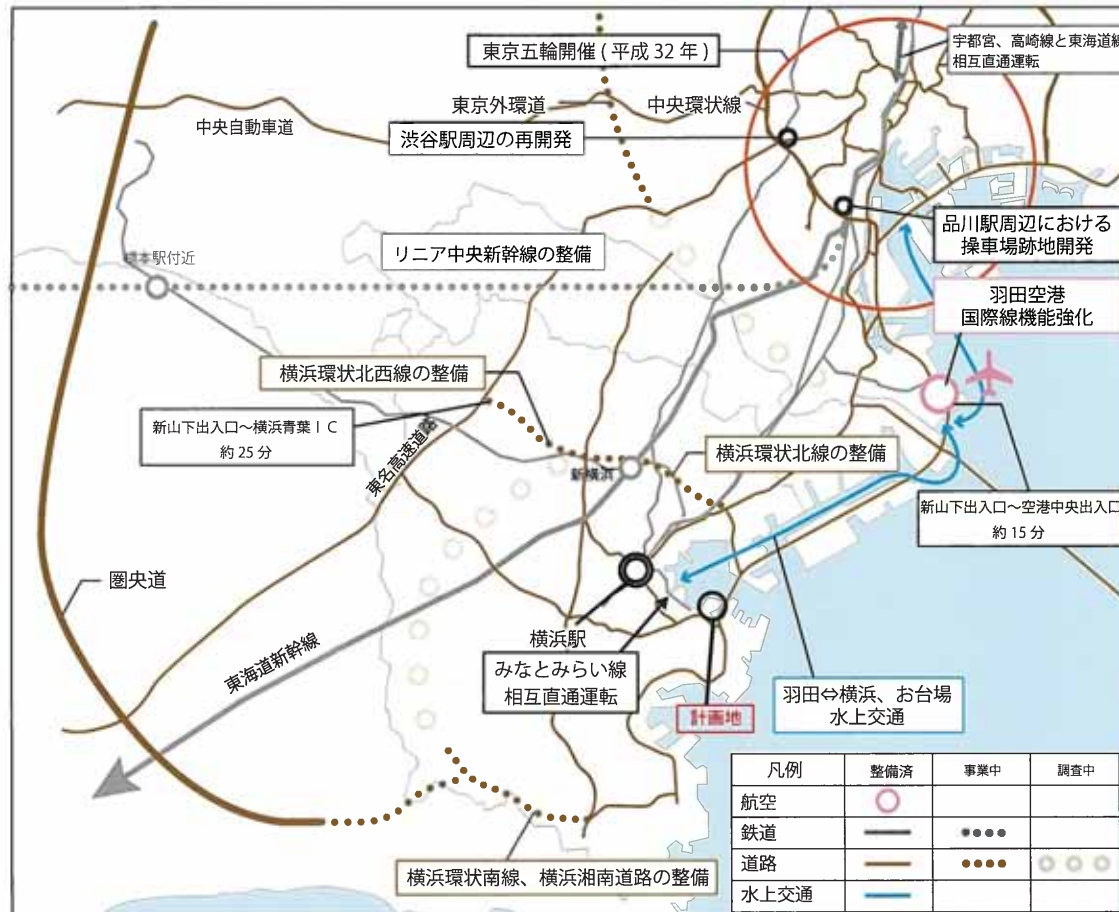 東京五輪開催(平成32年)
宇都宮、高崎線と東海道線
相互直通運転
東京外環道
中央環状線
中央自動車道
渋谷駅周辺の再開発
品川駅周辺における
操車場跡地開発
リニア中央新幹線の整備
橋本駅付近
羽田空港
国際線機能強化
横浜環状北西線の整備
新山下出入口～横浜青葉IC
約25分
東名高速道路
新横浜
横浜環状北線の整備
新山下出入口～空港中央出入口
約15分
圏央道
東海道新幹線
横浜駅
みなとみらい線
相互直通運転
計画地
羽田⇔横浜、お台場
水上交通
横浜環状南線、横浜湘南道路の整備
凡例 整備済 事業中 調査中
航空
鉄道
道路
水上交通